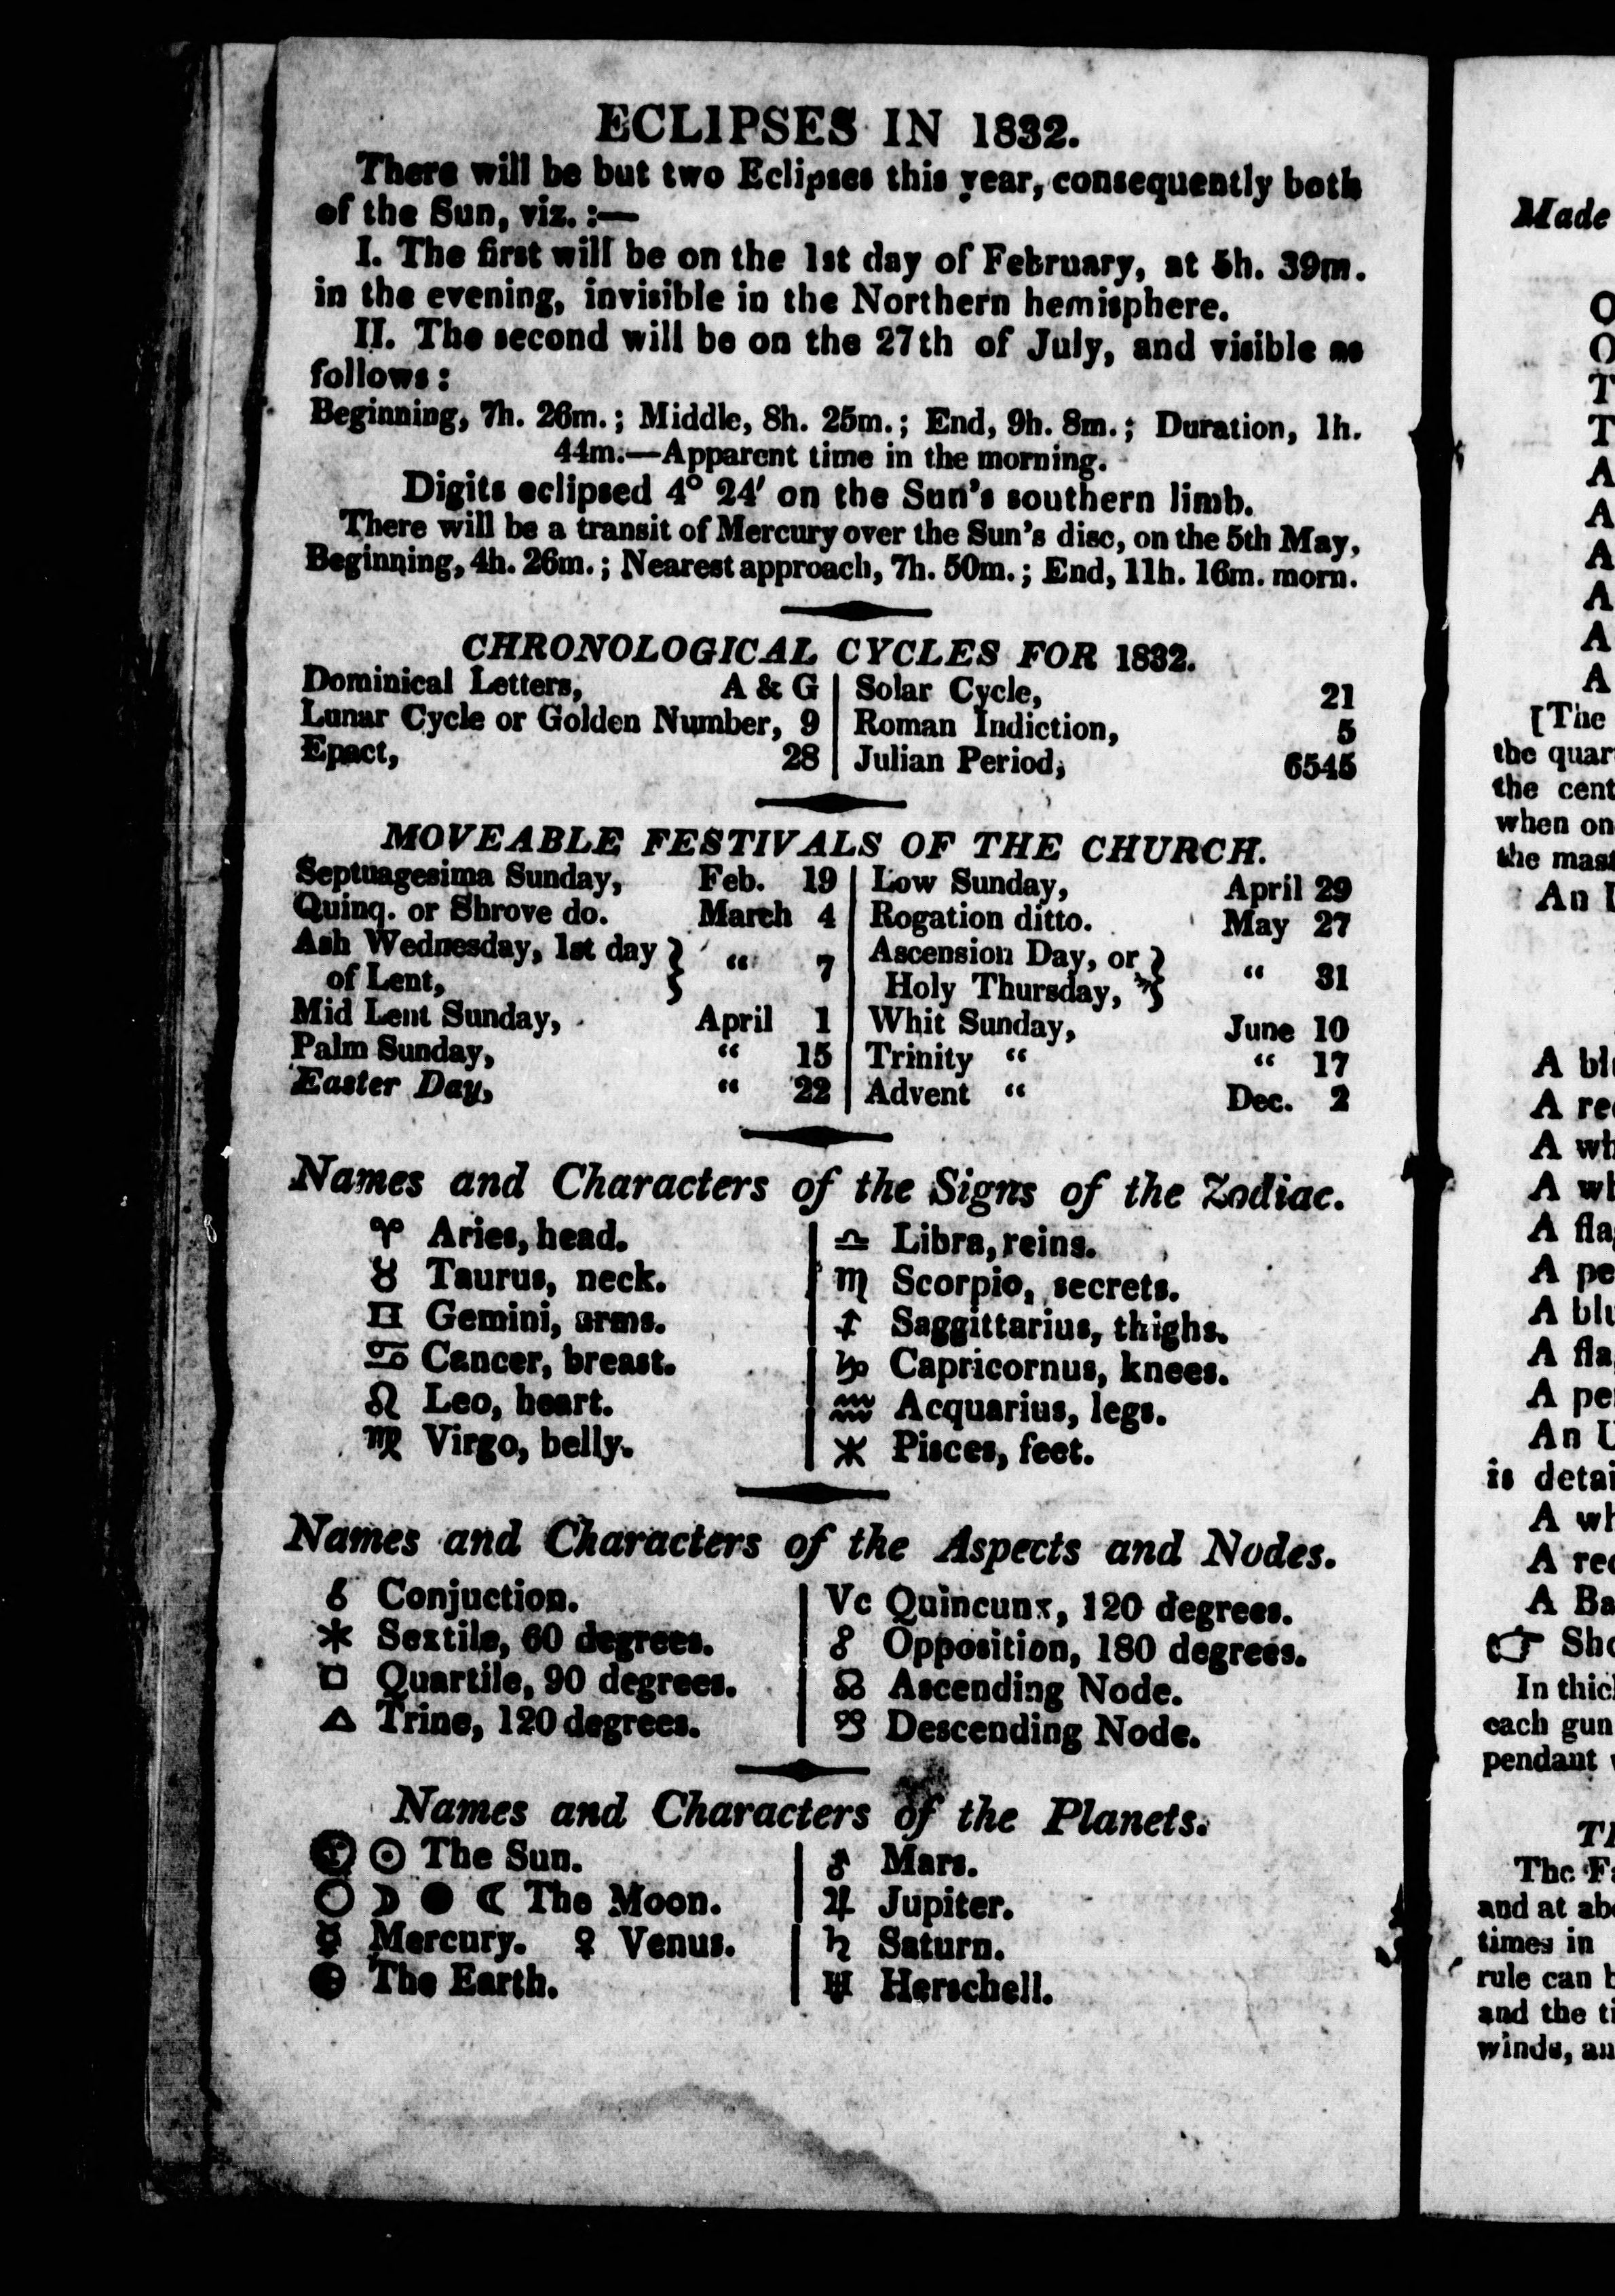 ECLIPSES IN 1832.
There will be but two Eclipses this year, consequently both
of the Sun, viz. :—
I. The first will be on the 1st day of February, at 5h. 39m.
in the evening, invisible in the Northern hemisphere.
II. The second will be on the 27th of July, and visible as
follows:
Beginning, 7h. 26m.; Middle, 8h. 25m.; End, 9h. 8m.; Duration, 1h.
44m.—Apparent time in the morning.
Digits eclipsed 4° 24′ on the Sun's southern limb.
There will be a transit of Mercury over the Sun's disc, on the 5th May,
Beginning, 4h. 26m.; Nearest approach, 7h. 50m.; End, 11h. 16m. morn.
CHRONOLOGICAL CYCLES FOR 1832.
Dominical Letters, A & G | Solar Cycle, 21
Lunar Cycle or Golden Number, 9 | Roman Indiction, 5
Epact, 28 | Julian Period, 6545
MOVEABLE FESTIVALS OF THE CHURCH.
Septuagesima Sunday, Feb. 19 | Low Sunday, April 29
Quinq. or Shrove do. March 4 | Rogation ditto. May 27
Ash Wednesday, 1st day } “ 7 | Ascension Day, or } “ 31
of Lent, | Holy Thursday,
Mid Lent Sunday, April 1 | Whit Sunday, June 10
Palm Sunday, “ 15 | Trinity “ “ 17
Easter Day, “ 22 | Advent “ Dec. 2
Names and Characters of the Signs of the Zodiac.
♈ Aries, head. | ♎ Libra, reins.
♉ Taurus, neck. | ♏ Scorpio, secrets.
♊ Gemini, arms. | ♐ Saggittarius, thighs.
♋ Cancer, breast. | ♑ Capricornus, knees.
♌ Leo, heart. | ♒ Acquarius, legs.
♍ Virgo, belly. | ♓ Pisces, feet.
Names and Characters of the Aspects and Nodes.
☌ Conjuction. | Vc Quincunx, 120 degrees.
⚹ Sextile, 60 degrees. | ☍ Opposition, 180 degrees.
□ Quartile, 90 degrees. | ☊ Ascending Node.
△ Trine, 120 degrees. | ☋ Descending Node.
Names and Characters of the Planets.
☉ The Sun. | ♂ Mars.
○ ☽ ● ☾ The Moon. | ♃ Jupiter.
☿ Mercury. ♀ Venus. | ♄ Saturn.
The Earth. | ♅ Herschell.
Made
O
O
T
T
A
A
A
A
A
A
[The
the
the
when on
the
An
A
A
A
A
A
A
A
A
A
An
is
A
A
A
☞
In
each gun
pendant
The
and at
times in
rule can
and the
winds,